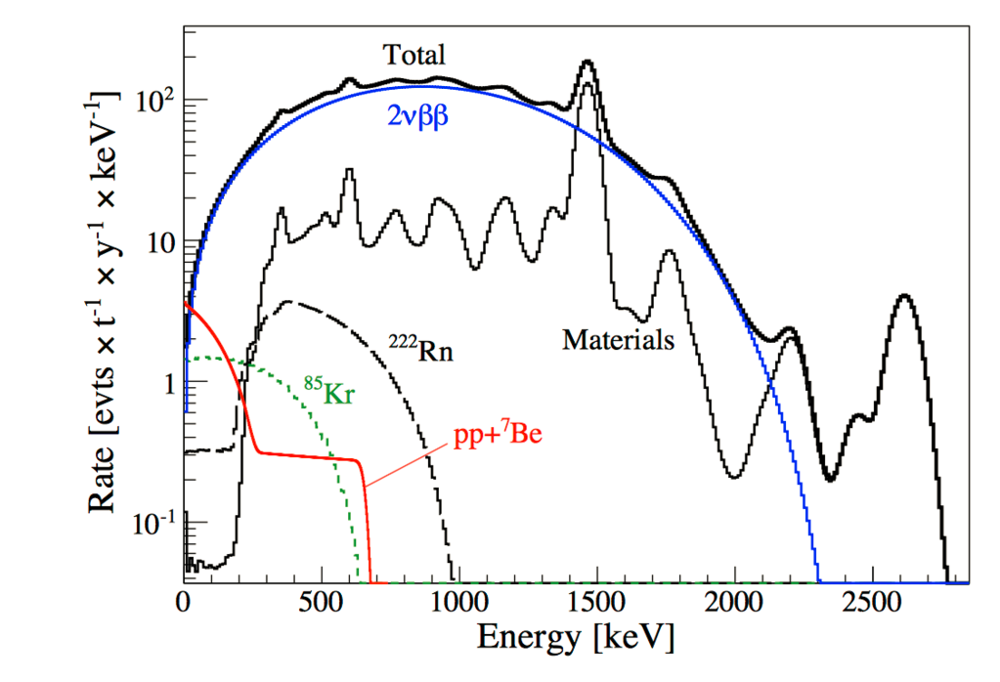 Total
10²
2νββ
10
Materials
²²²Rn
1
⁸⁵Kr
pp+⁷Be
10⁻¹
0
500
1000
1500
2000
2500
Energy [keV]
Rate [evts × t⁻¹ × y⁻¹ × keV⁻¹]